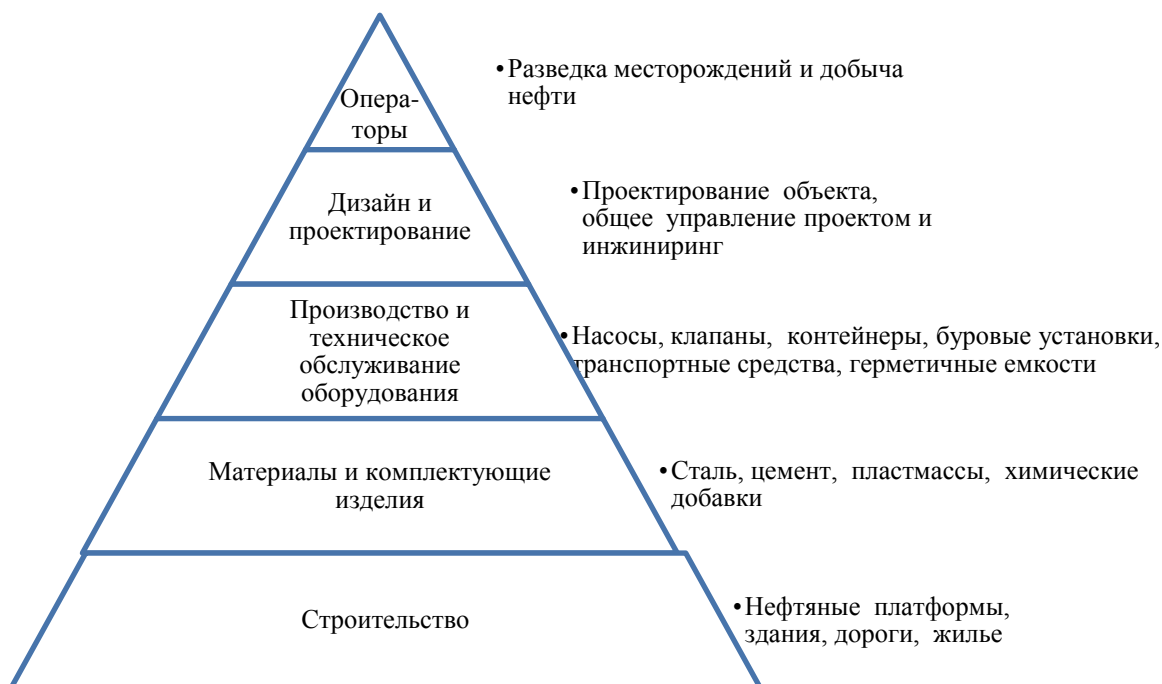 Опера-
торы
•Разведка месторождений и добыча
нефти
Дизайн и
проектирование
•Проектирование объекта,
общее управление проектом и
инжиниринг
Производство и
техническое
обслуживание
оборудования
•Насосы, клапаны, контейнеры, буровые установки,
транспортные средства, герметичные емкости
Материалы и комплектующие
изделия
•Сталь, цемент, пластмассы, химические
добавки
Строительство
•Нефтяные платформы,
здания, дороги, жилье